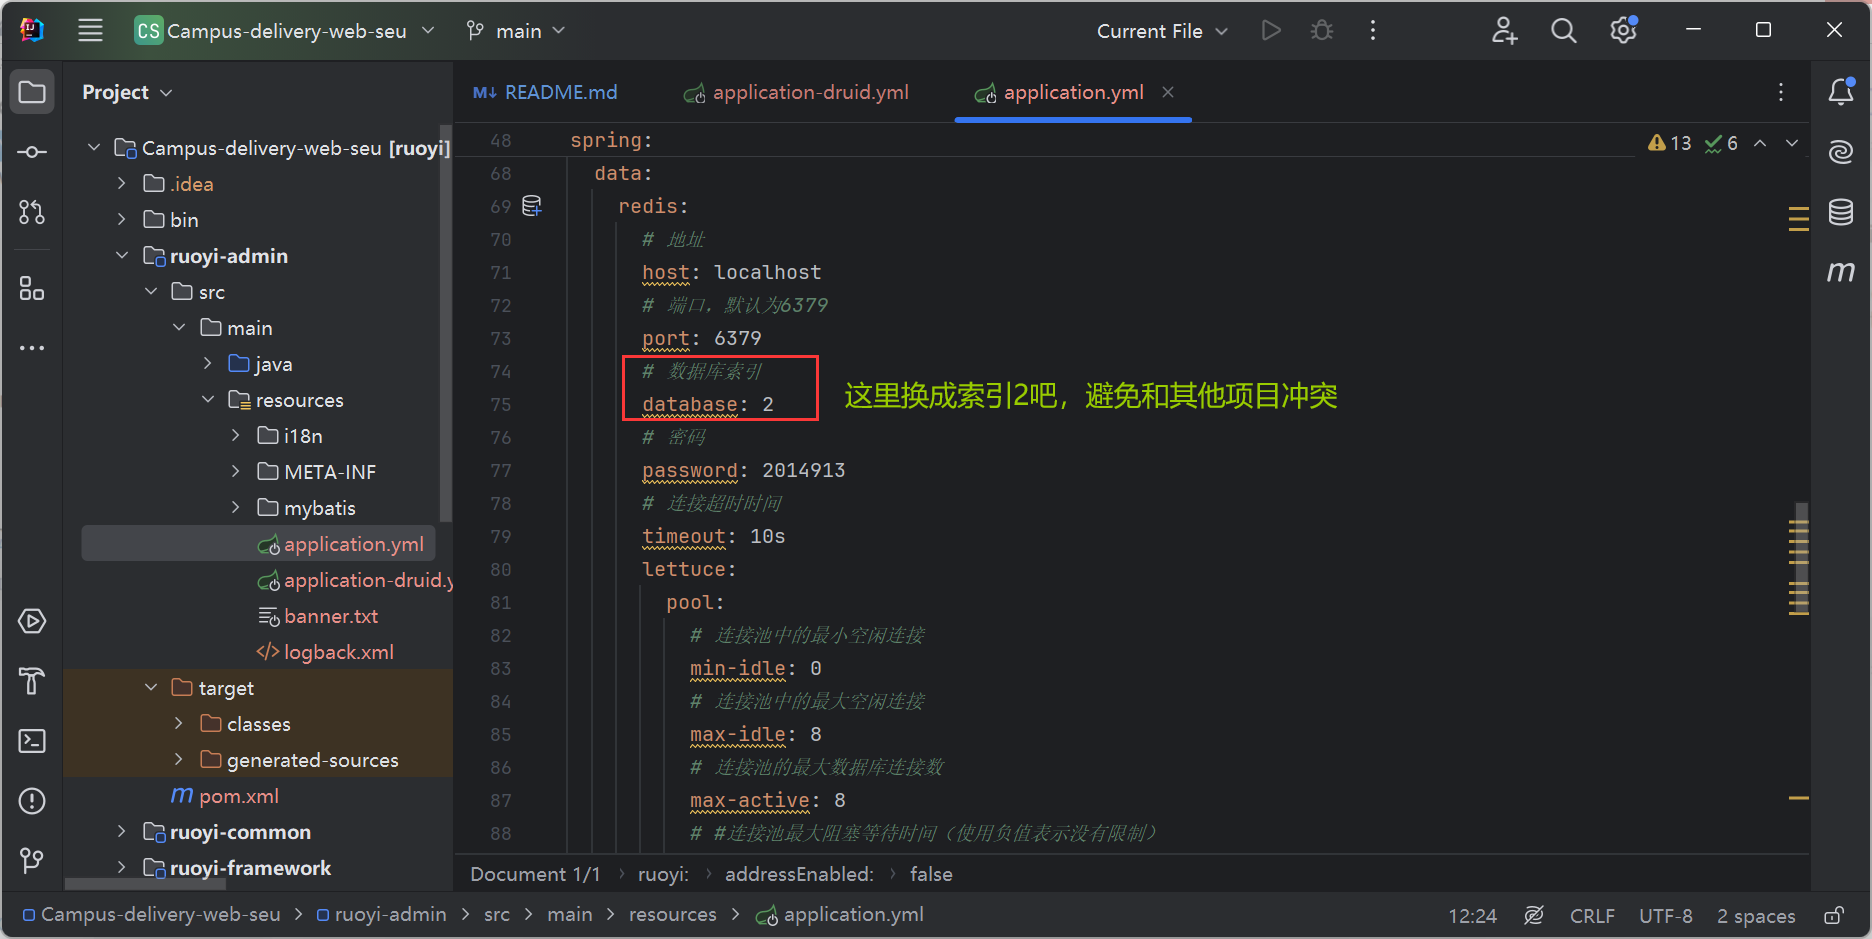 CS Campus-delivery-web-seu main Current File
Project
README.md application-druid.yml application.yml
Campus-delivery-web-seu [ruoyi]
.idea
bin
ruoyi-admin
src
main
java
resources
i18n
META-INF
mybatis
application.yml
application-druid.y
banner.txt
logback.xml
target
classes
generated-sources
pom.xml
ruoyi-common
ruoyi-framework
13 6
48 spring:
68 data:
69 redis:
70 # 地址
71 host: localhost
72 # 端口，默认为6379
73 port: 6379
74 # 数据库索引
75 database: 2
这里换成索引2吧，避免和其他项目冲突
76 # 密码
77 password: 2014913
78 # 连接超时时间
79 timeout: 10s
80 lettuce:
81 pool:
82 # 连接池中的最小空闲连接
83 min-idle: 0
84 # 连接池中的最大空闲连接
85 max-idle: 8
86 # 连接池的最大数据库连接数
87 max-active: 8
88 # #连接池最大阻塞等待时间（使用负值表示没有限制）
Document 1/1 › ruoyi: › addressEnabled: › false
Campus-delivery-web-seu › ruoyi-admin › src › main › resources › application.yml
12:24 CRLF UTF-8 2 spaces